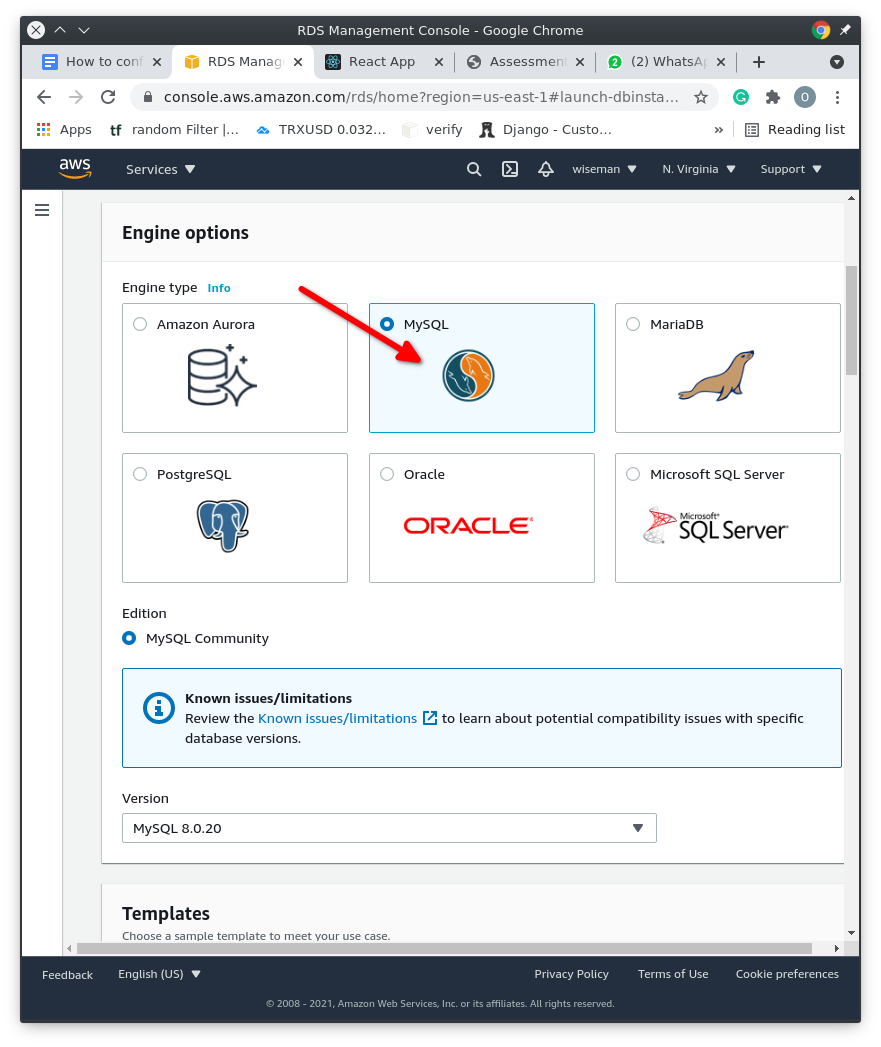 RDS Management Console - Google Chrome
How to conf
RDS Manag
React App
Assessment
(2) WhatsAp
console.aws.amazon.com/rds/home?region=us-east-1#launch-dbinsta...
Apps
tf random Filter |...
TRXUSD 0.032...
verify
Django - Custo...
» Reading list
aws
Services
wiseman
N. Virginia
Support
Engine options
Engine type Info
Amazon Aurora
MySQL
MariaDB
PostgreSQL
Oracle
ORACLE
Microsoft SQL Server
Microsoft®
SQL Server
Edition
MySQL Community
Known issues/limitations
Review the Known issues/limitations to learn about potential compatibility issues with specific
database versions.
Version
MySQL 8.0.20
Templates
Choose a sample template to meet your use case.
Feedback
English (US)
Privacy Policy
Terms of Use
Cookie preferences
© 2008 - 2021, Amazon Web Services, Inc. or its affiliates. All rights reserved.